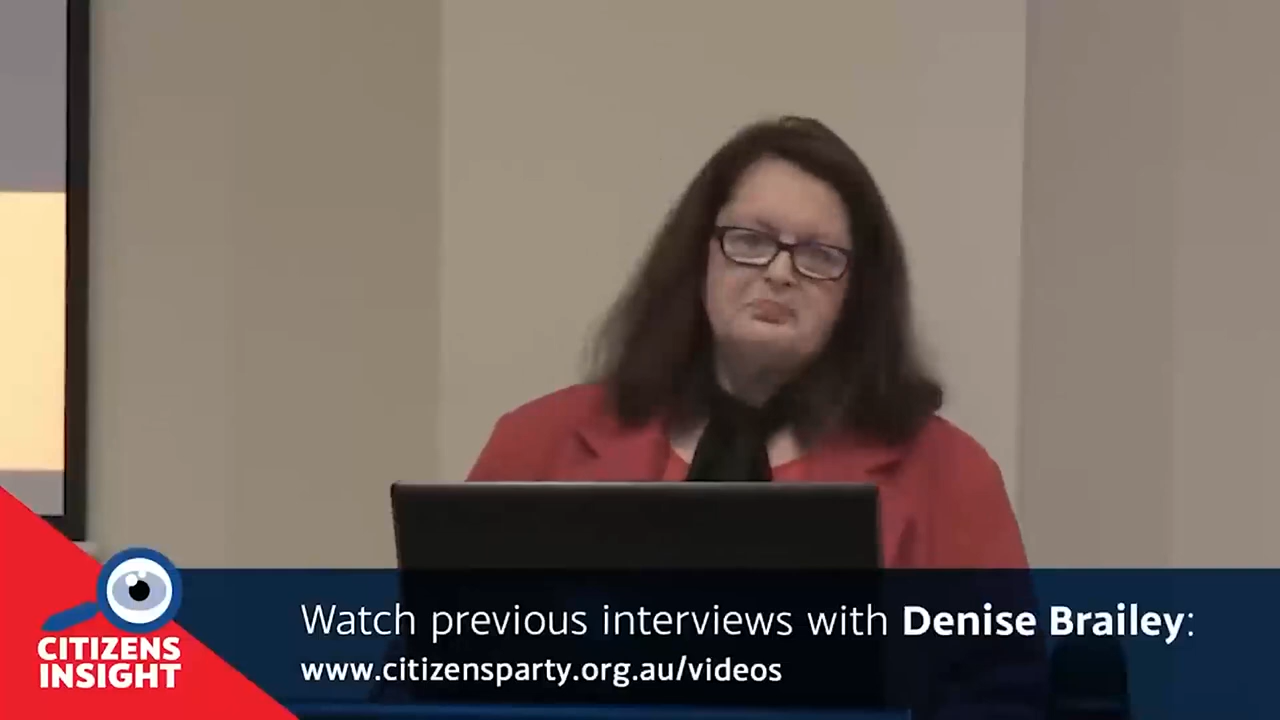 Watch previous interviews with Denise Brailey:
www.citizensparty.org.au/videos
CITIZENS
INSIGHT